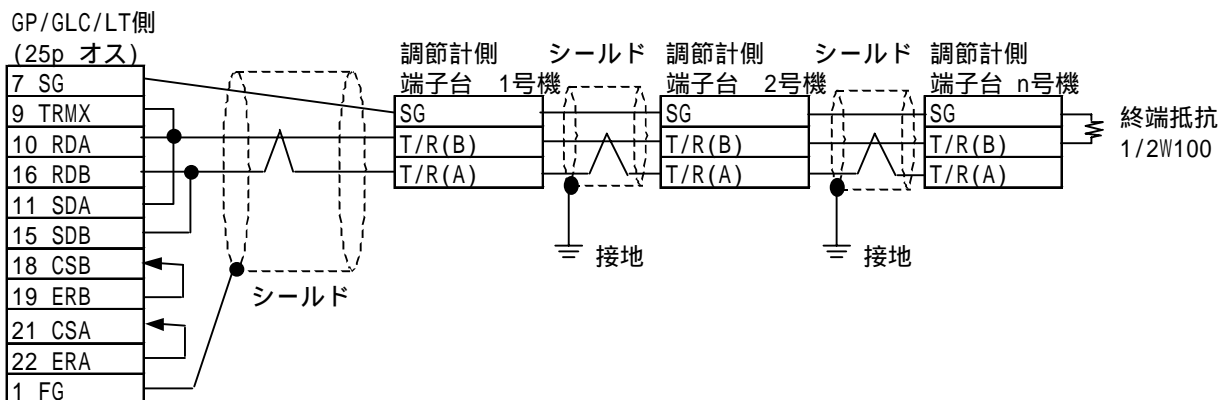 GP/GLC/LT側
(25p オス)
7 SG
9 TRMX
10 RDA
16 RDB
11 SDA
15 SDB
18 CSB
19 ERB
21 CSA
22 ERA
1 FG
シールド
調節計側
端子台 1号機
SG
T/R(B)
T/R(A)
シールド
接地
調節計側
端子台 2号機
SG
T/R(B)
T/R(A)
シールド
接地
調節計側
端子台 n号機
SG
T/R(B)
T/R(A)
終端抵抗
1/2W100